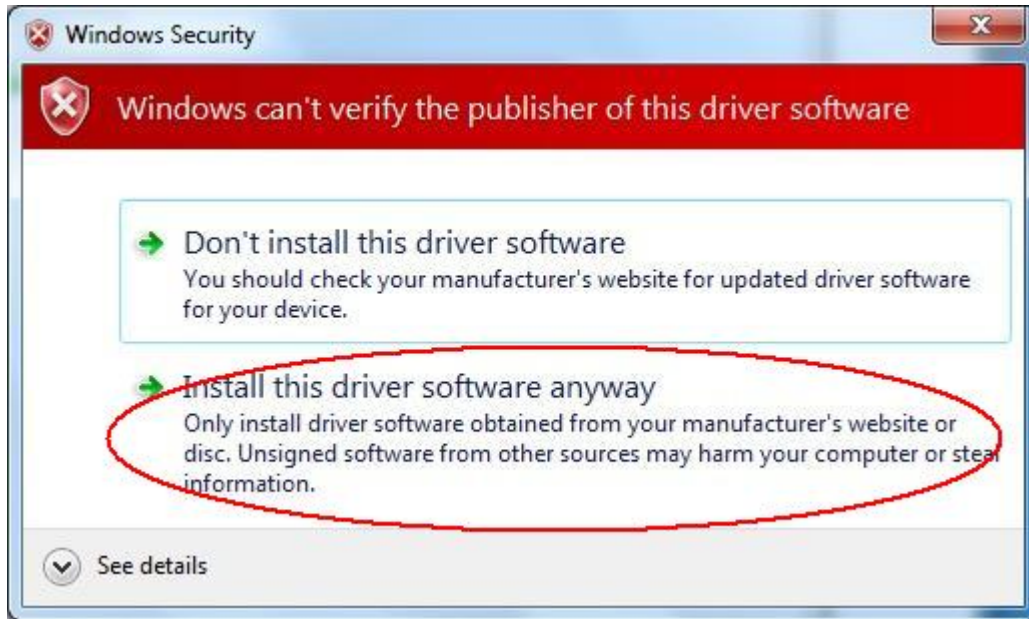 Windows Security
Windows can't verify the publisher of this driver software
Don't install this driver software
You should check your manufacturer's website for updated driver software
for your device.
Install this driver software anyway
Only install driver software obtained from your manufacturer's website or
disc. Unsigned software from other sources may harm your computer or steal
information.
See details